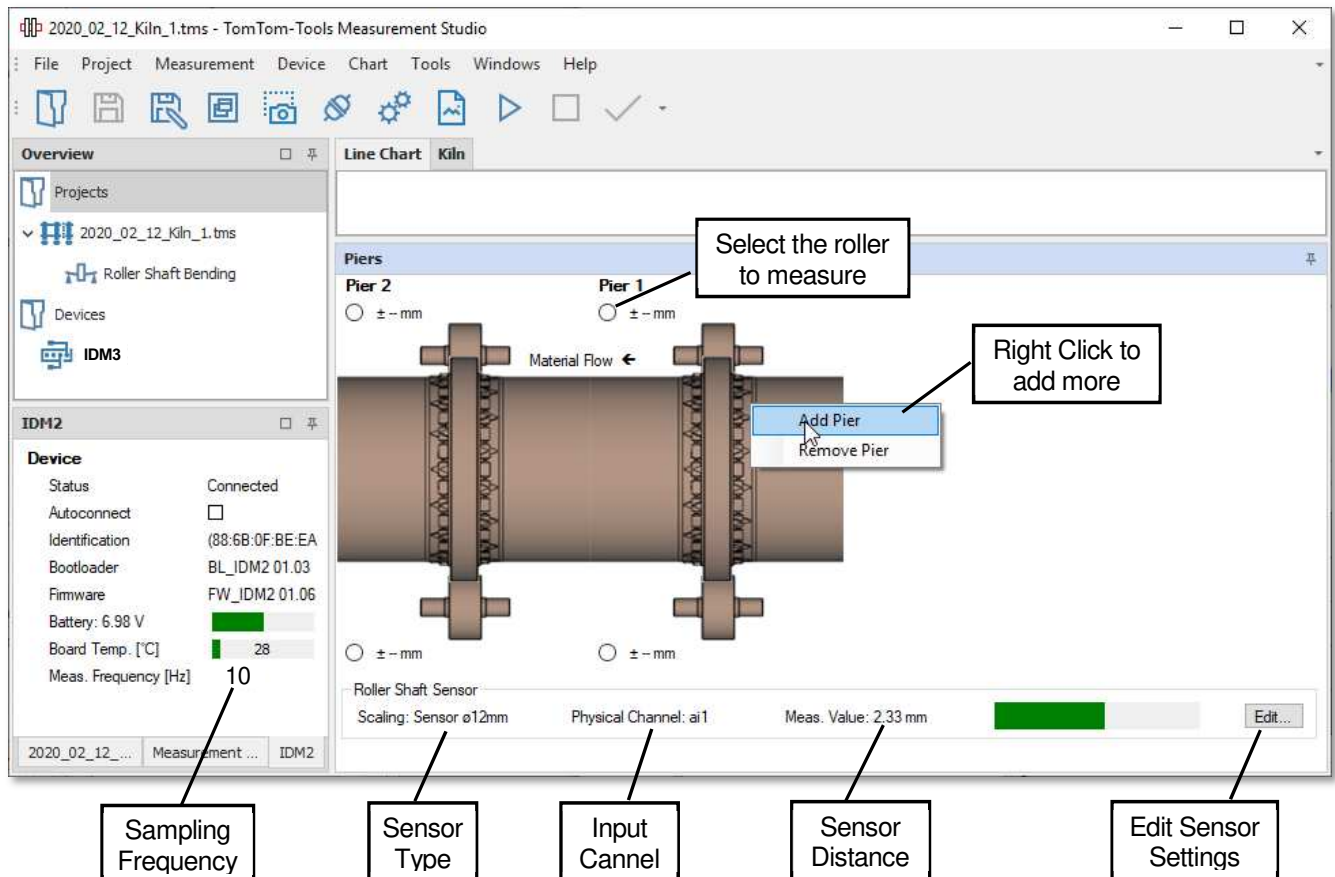 2020_02_12_Kiln_1.tms - TomTom-Tools Measurement Studio
File Project Measurement Device Chart Tools Windows Help
Overview
Projects
2020_02_12_Kiln_1.tms
Roller Shaft Bending
Devices
IDM3
IDM2
Device
Status Connected
Autoconnect
Identification (88:6B:0F:BE:EA
Bootloader BL_IDM2 01.03
Firmware FW_IDM2 01.06
Battery: 6.98 V
Board Temp. [°C] 28
Meas. Frequency [Hz] 10
2020_02_12_... Measurement ... IDM2
Line Chart Kiln
Piers
Pier 2 Pier 1
± -- mm ± -- mm
Select the roller
to measure
Material Flow ←
Right Click to
add more
Add Pier
Remove Pier
± -- mm ± -- mm
Roller Shaft Sensor
Scaling: Sensor ø12mm Physical Channel: ai1 Meas. Value: 2.33 mm Edit...
Sampling
Frequency
Sensor
Type
Input
Cannel
Sensor
Distance
Edit Sensor
Settings